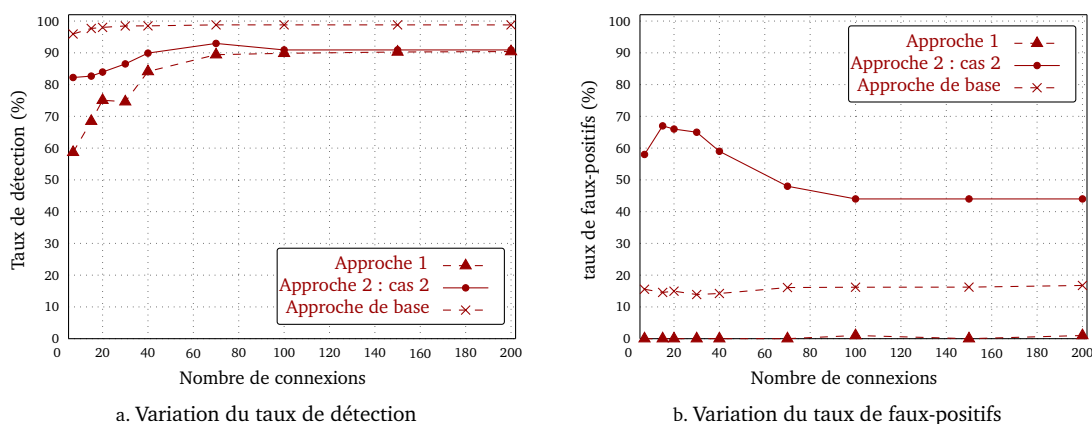 100
90
80
70
60
50
40
30
20
10
0
Taux de détection (%)
Approche 1
Approche 2 : cas 2
Approche de base
0 20 40 60 80 100 120 140 160 180 200
Nombre de connexions
a. Variation du taux de détection
100
90
80
70
60
50
40
30
20
10
0
taux de faux-positifs (%)
Approche 1
Approche 2 : cas 2
Approche de base
0 20 40 60 80 100 120 140 160 180 200
Nombre de connexions
b. Variation du taux de faux-positifs